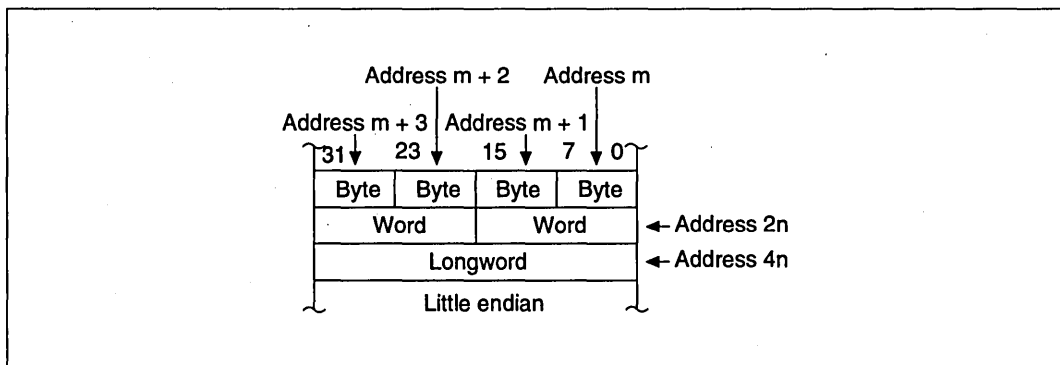 Address m + 2 Address m
Address m + 3 Address m + 1
31 23 15 7 0
Byte Byte Byte Byte
Word Word Address 2n
Longword Address 4n
Little endian